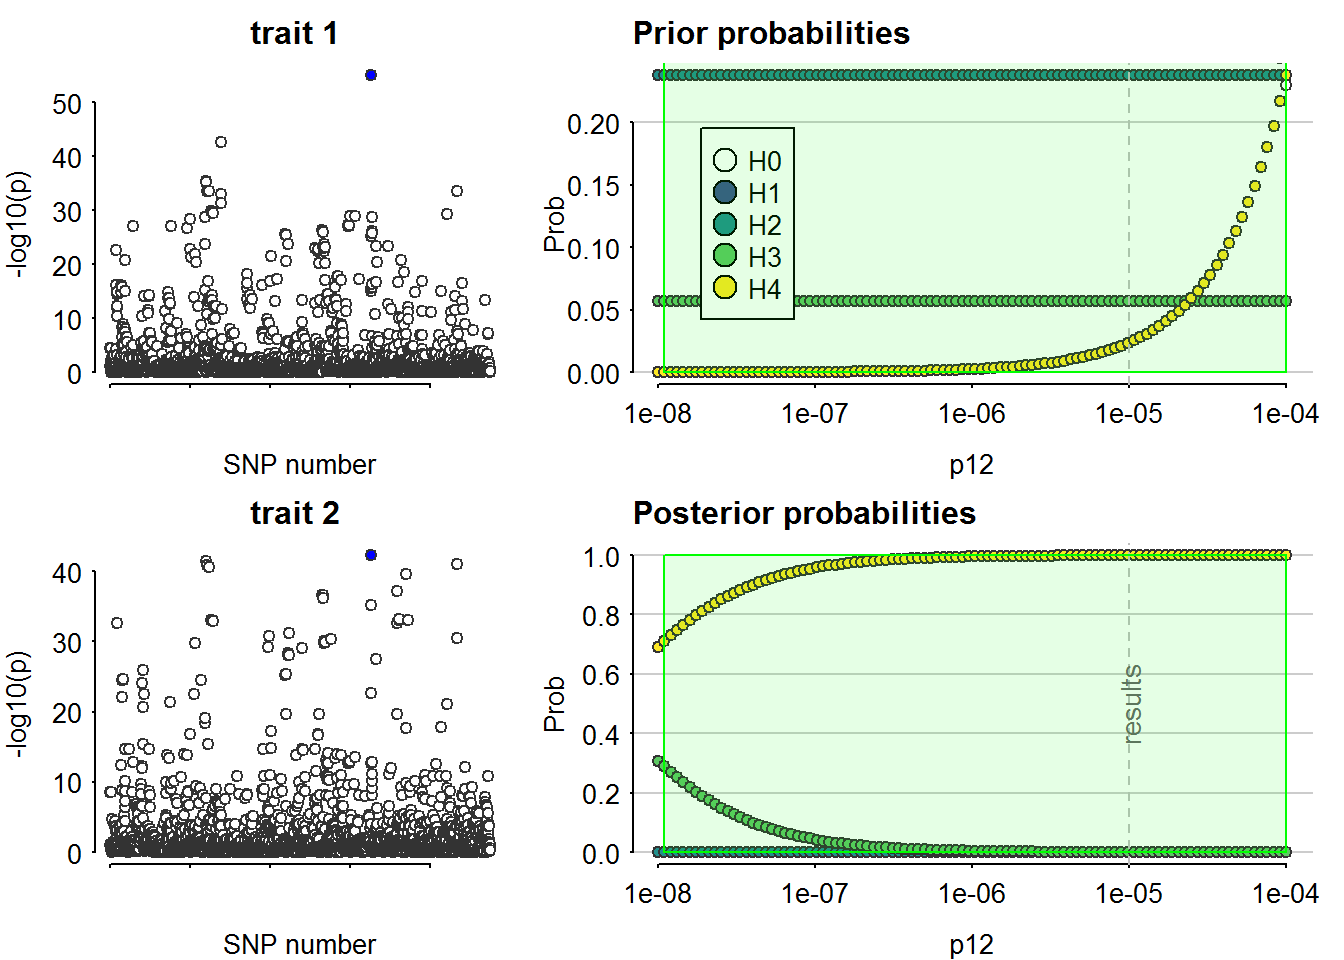 trait 1
-log10(p)
50
40
30
20
10
0
SNP number
Prior probabilities
Prob
0.20
0.15
0.10
0.05
0.00
H0
H1
H2
H3
H4
1e-08 1e-07 1e-06 1e-05 1e-04
p12
trait 2
-log10(p)
40
30
20
10
0
SNP number
Posterior probabilities
Prob
1.0
0.8
0.6
0.4
0.2
0.0
results
1e-08 1e-07 1e-06 1e-05 1e-04
p12